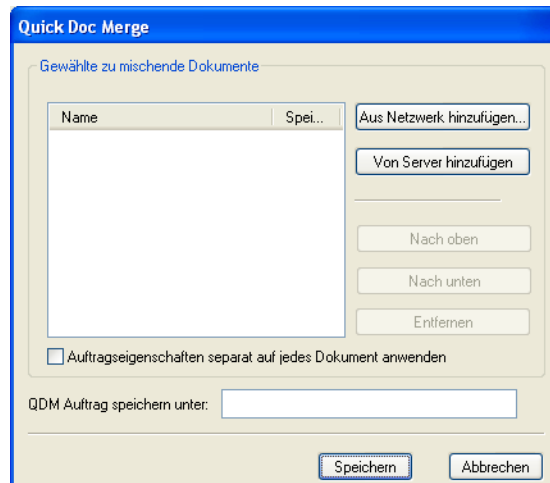 Quick Doc Merge
Gewählte zu mischende Dokumente
Name Spei...
Aus Netzwerk hinzufügen...
Von Server hinzufügen
Nach oben
Nach unten
Entfernen
Auftragseigenschaften separat auf jedes Dokument anwenden
QDM Auftrag speichern unter:
Speichern Abbrechen